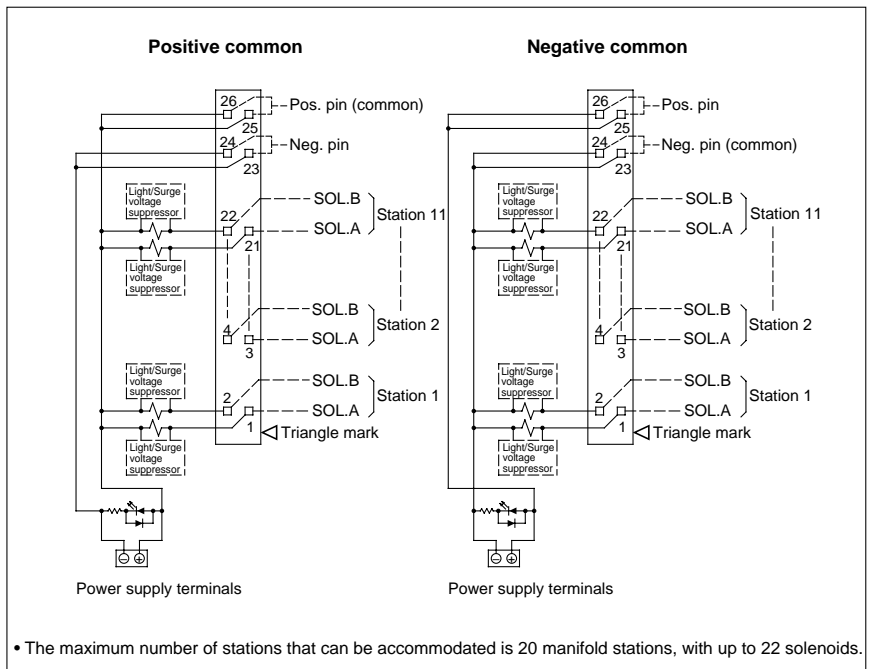 Positive common
26
Pos. pin (common)
25
24
Neg. pin
23
Light/Surge
voltage
suppressor
22
SOL.B
Station 11
SOL.A
21
Light/Surge
voltage
suppressor
SOL.B
4
Station 2
SOL.A
3
Light/Surge
voltage
suppressor
2
SOL.B
Station 1
SOL.A
1
Triangle mark
Light/Surge
voltage
suppressor
Power supply terminals
Negative common
26
Pos. pin
25
24
Neg. pin (common)
23
Light/Surge
voltage
suppressor
22
SOL.B
Station 11
SOL.A
21
Light/Surge
voltage
suppressor
SOL.B
4
Station 2
SOL.A
3
Light/Surge
voltage
suppressor
2
SOL.B
Station 1
SOL.A
1
Triangle mark
Light/Surge
voltage
suppressor
Power supply terminals
• The maximum number of stations that can be accommodated is 20 manifold stations, with up to 22 solenoids.